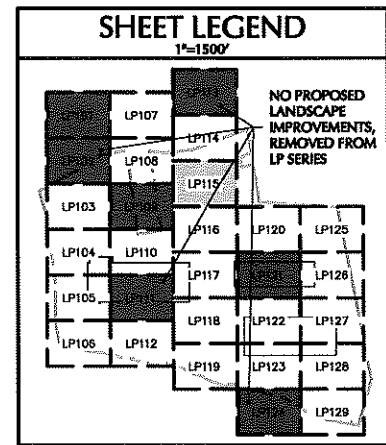 SHEET LEGEND
1"=1500'
NO PROPOSED
LANDSCAPE
IMPROVEMENTS,
REMOVED FROM
LP SERIES
LP107
LP114
LP108
LP115
LP103
LP116
LP120
LP125
LP104
LP110
LP117
LP126
LP105
LP118
LP122
LP127
LP106
LP112
LP119
LP123
LP128
LP129